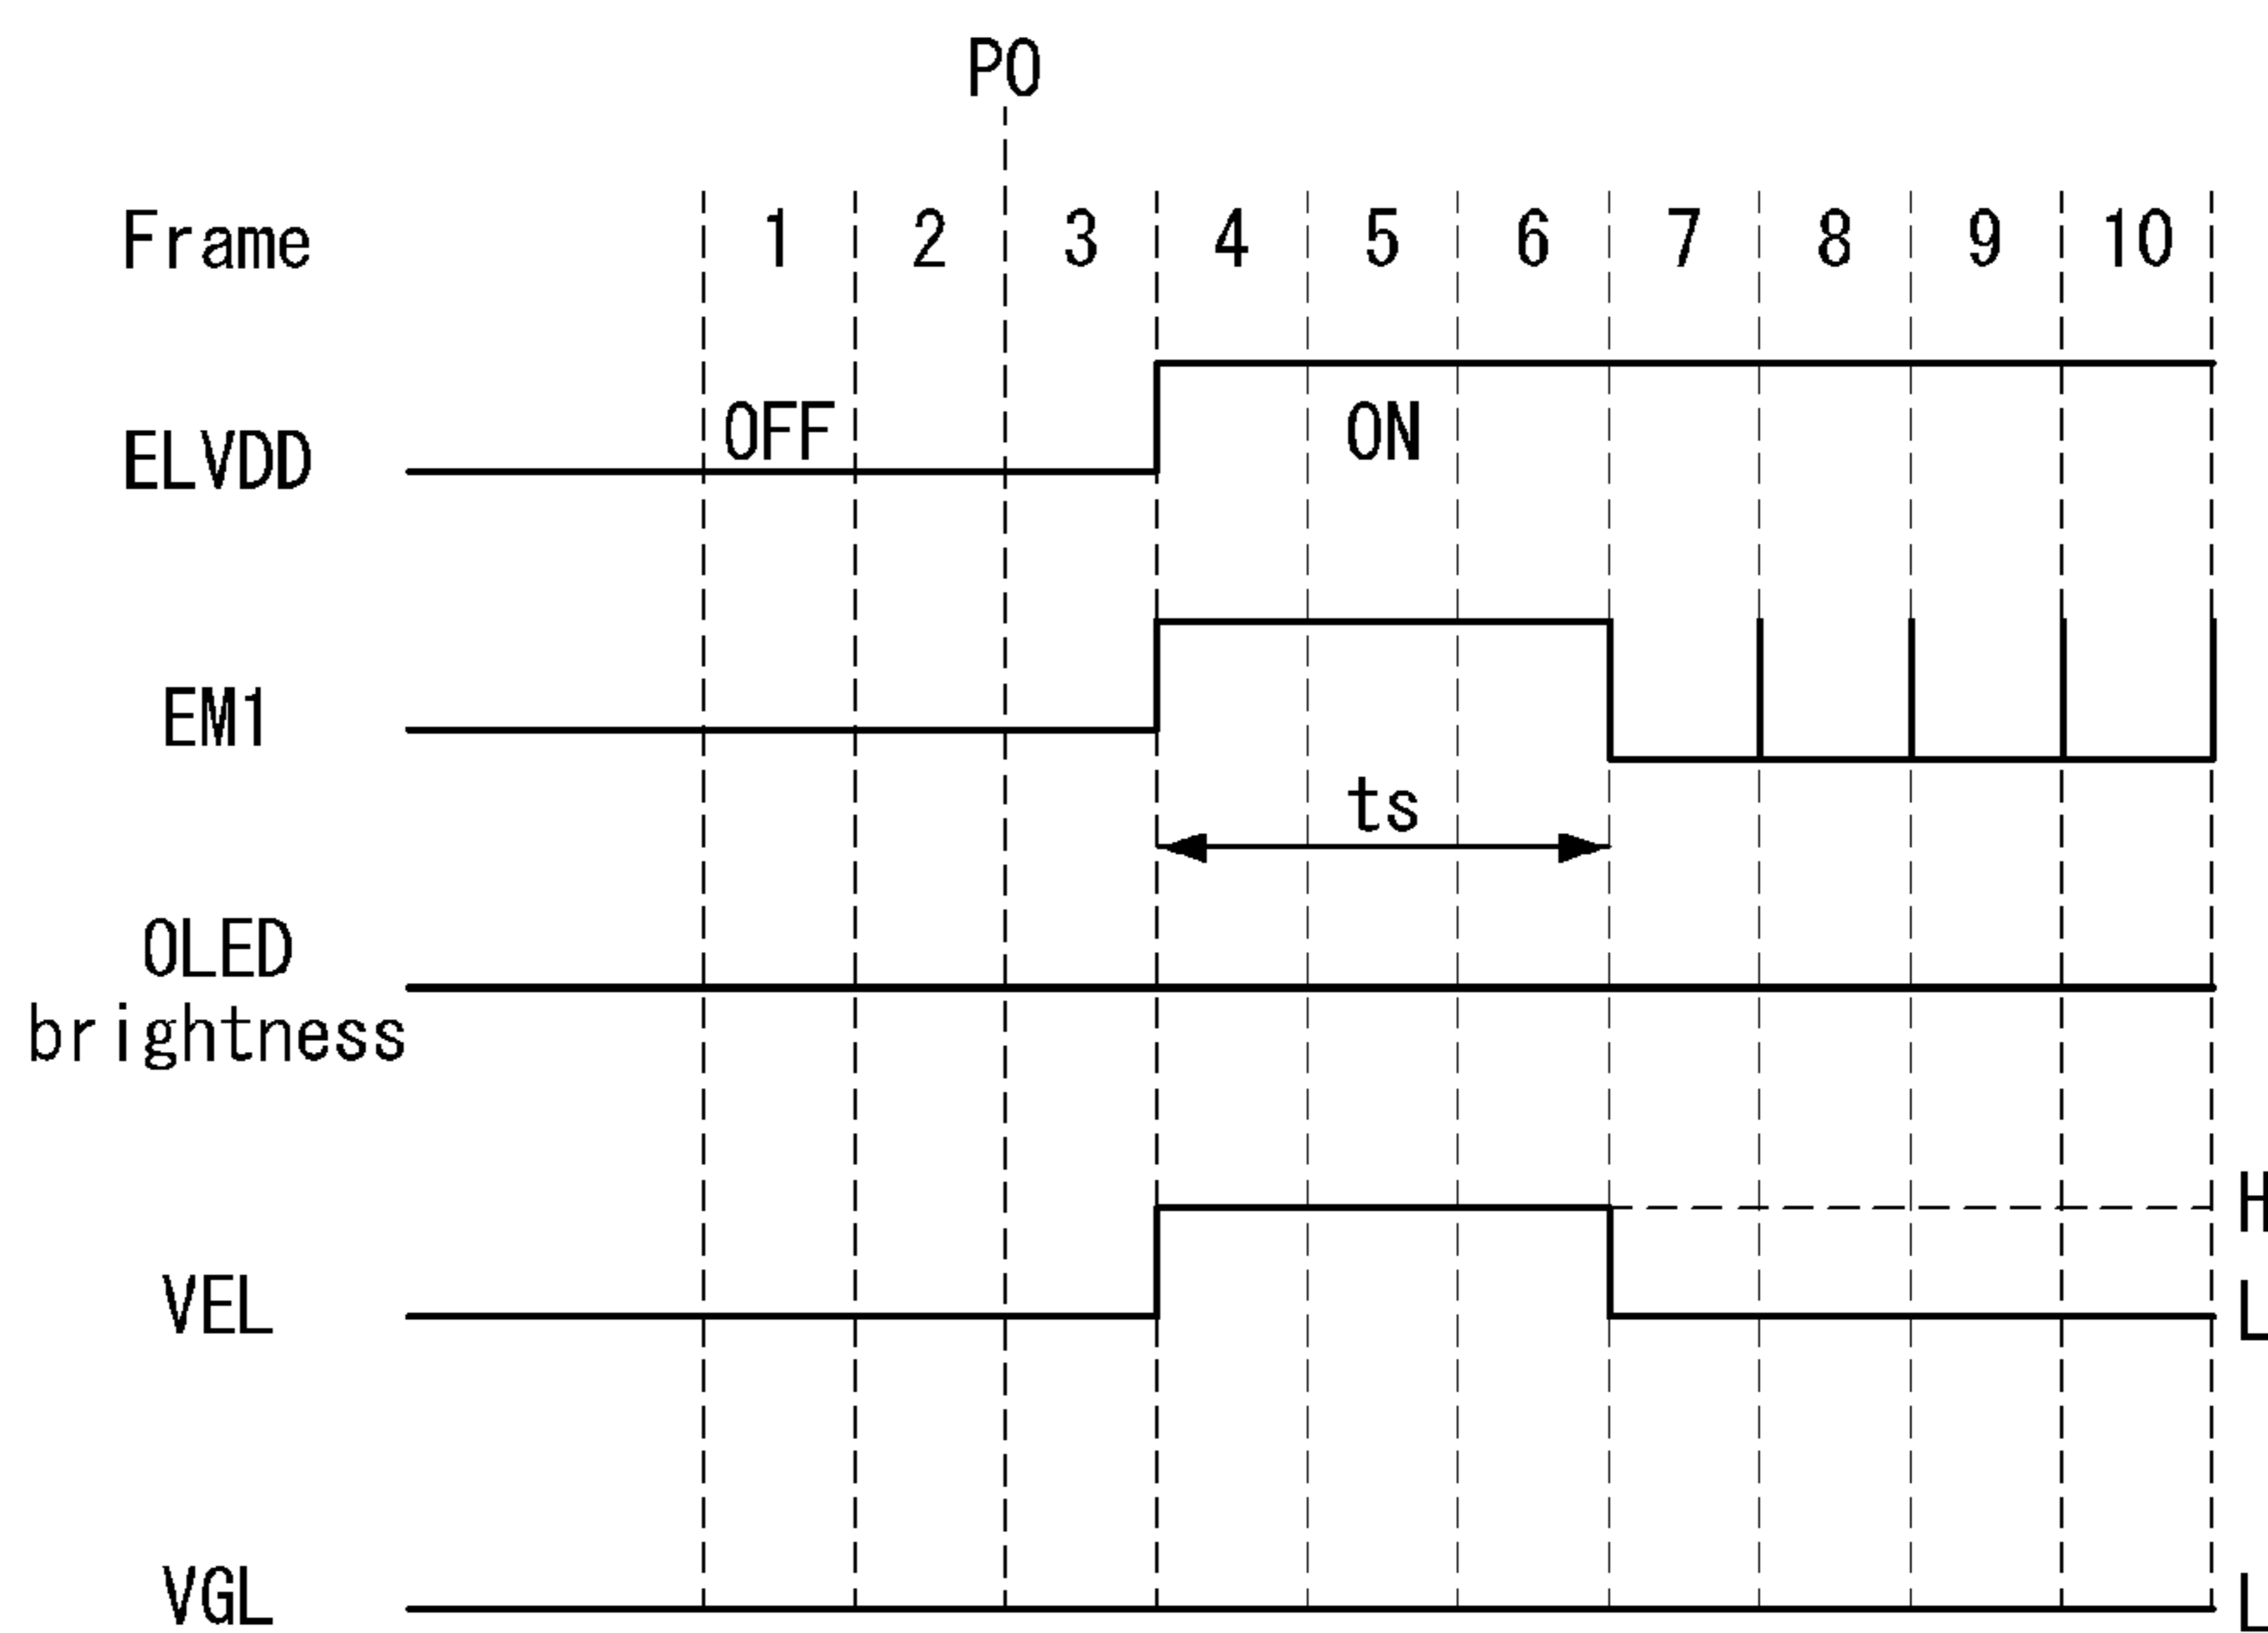 P0
Frame 1 2 3 4 5 6 7 8 9 10
ELVDD OFF ON
EM1
ts
OLED
brightness
H
VEL L
VGL L